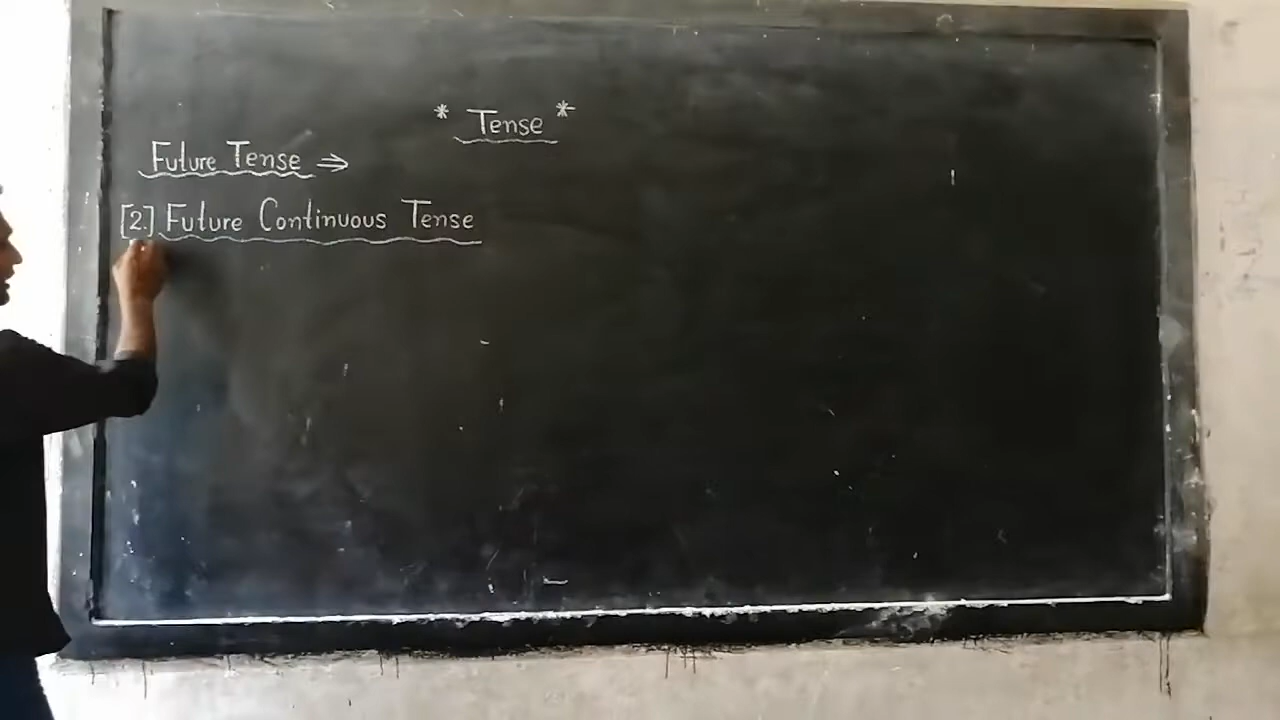 * Tense *
Future Tense ⇒
[2.] Future Continuous Tense